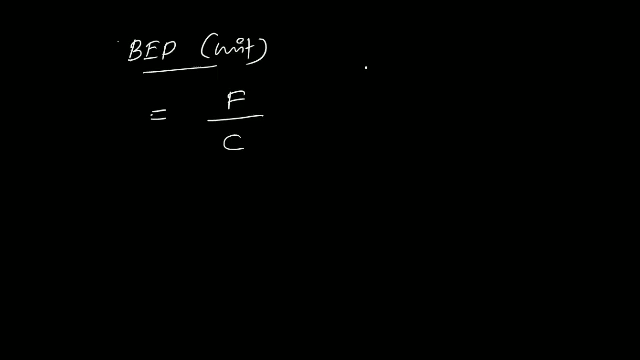 BEP (unit)
= F
C